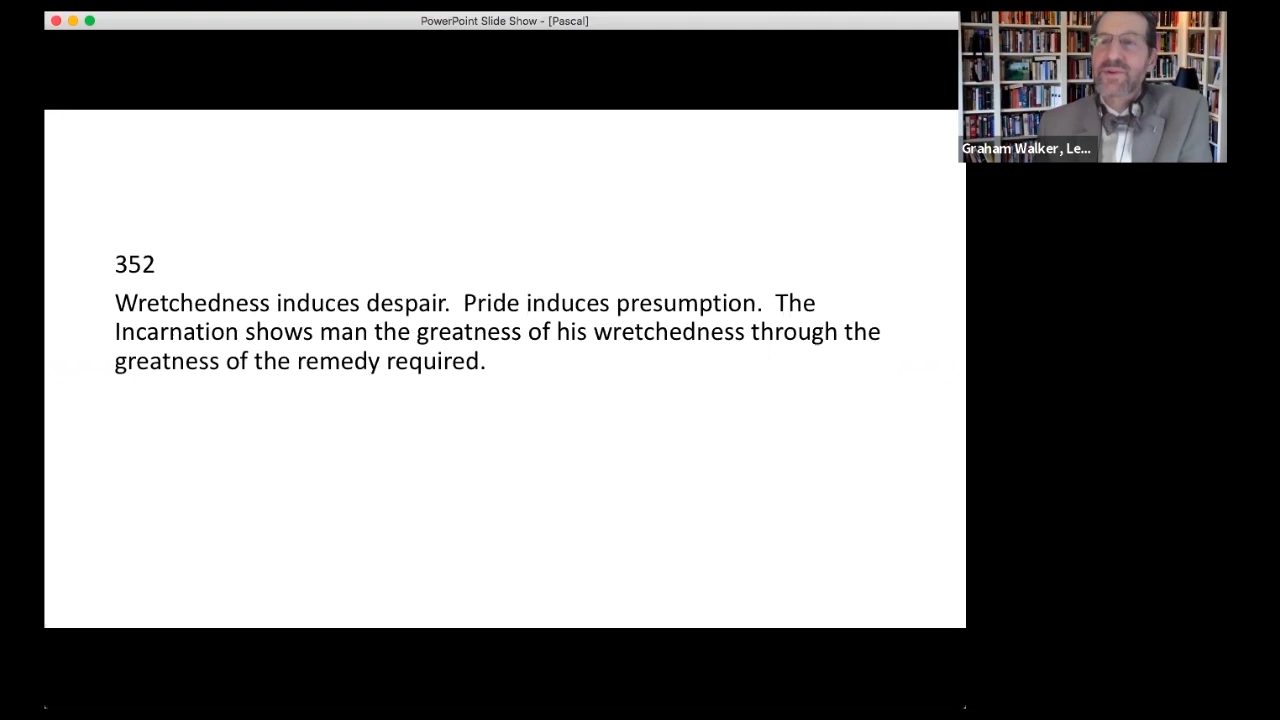 PowerPoint Slide Show - [Pascal]
Graham Walker, Le...
352
Wretchedness induces despair.  Pride induces presumption.  The
Incarnation shows man the greatness of his wretchedness through the
greatness of the remedy required.